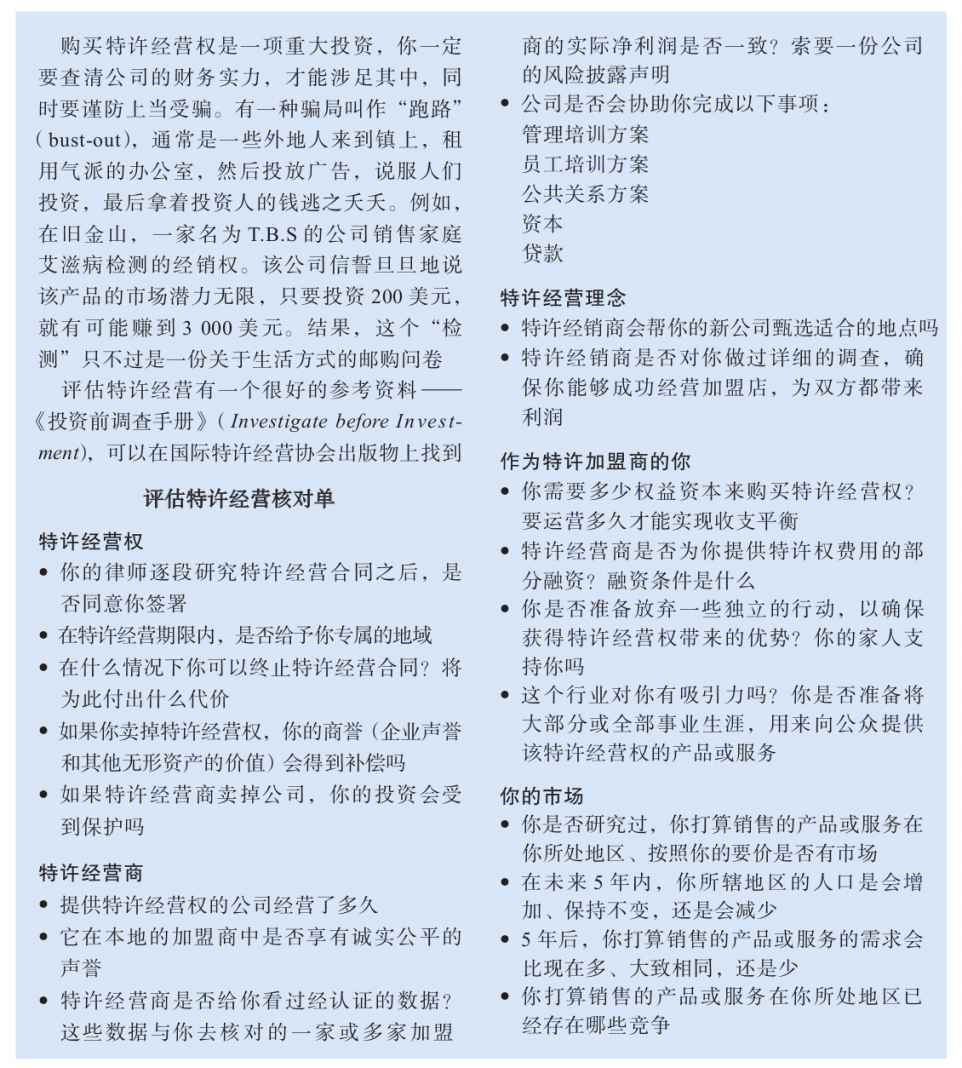 购买特许经营权是一项重大投资，你一定
要查清公司的财务实力，才能涉足其中，同
时要谨防上当受骗。有一种骗局叫作“跑路”
（bust-out），通常是一些外地人来到镇上，租
用气派的办公室，然后投放广告，说服人们
投资，最后拿着投资人的钱逃之夭夭。例如，
在旧金山，一家名为 T.B.S 的公司销售家庭
艾滋病检测的经销权。该公司信誓旦旦地说
该产品的市场潜力无限，只要投资 200 美元，
就有可能赚到 3 000 美元。结果，这个“检
测”只不过是一份关于生活方式的邮购问卷
评估特许经营有一个很好的参考资料——
《投资前调查手册》（Investigate before Invest-
ment），可以在国际特许经营协会出版物上找到
评估特许经营核对单
特许经营权
• 你的律师逐段研究特许经营合同之后，是
否同意你签署
• 在特许经营期限内，是否给予你专属的地域
• 在什么情况下你可以终止特许经营合同？将
为此付出什么代价
• 如果你卖掉特许经营权，你的商誉（企业声誉
和其他无形资产的价值）会得到补偿吗
• 如果特许经营商卖掉公司，你的投资会受
到保护吗
特许经营商
• 提供特许经营权的公司经营了多久
• 它在本地的加盟商中是否享有诚实公平的
声誉
• 特许经营商是否给你看过经认证的数据？
这些数据与你去核对的一家或多家加盟
商的实际净利润是否一致？索要一份公司
的风险披露声明
• 公司是否会协助你完成以下事项：
管理培训方案
员工培训方案
公共关系方案
资本
贷款
特许经营理念
• 特许经销商会帮你的新公司甄选适合的地点吗
• 特许经销商是否对你做过详细的调查，确
保你能够成功经营加盟店，为双方都带来
利润
作为特许加盟商的你
• 你需要多少权益资本来购买特许经营权？
要运营多久才能实现收支平衡
• 特许经营商是否为你提供特许权费用的部
分融资？融资条件是什么
• 你是否准备放弃一些独立的行动，以确保
获得特许经营权带来的优势？你的家人支
持你吗
• 这个行业对你有吸引力吗？你是否准备将
大部分或全部事业生涯，用来向公众提供
该特许经营权的产品或服务
你的市场
• 你是否研究过，你打算销售的产品或服务在
你所处地区、按照你的要价是否有市场
• 在未来 5 年内，你所辖地区的人口是会增
加、保持不变，还是会减少
• 5 年后，你打算销售的产品或服务的需求会
比现在多、大致相同，还是少
• 你打算销售的产品或服务在你所处地区已
经存在哪些竞争